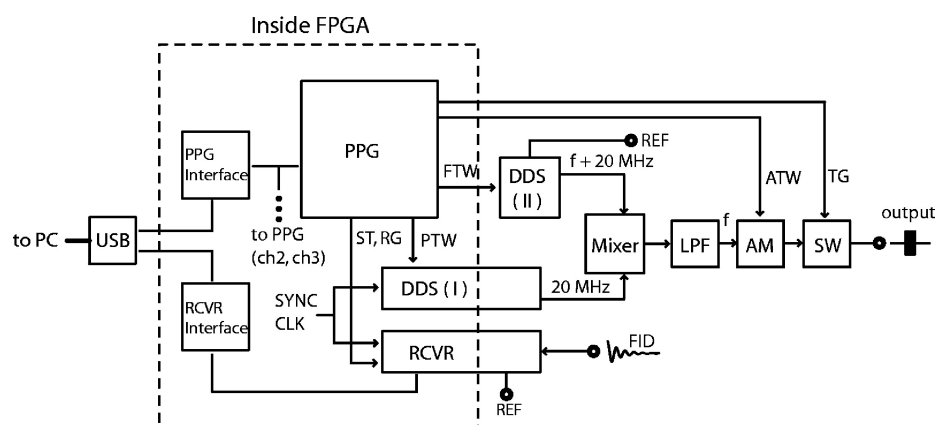 Inside FPGA
PPG
Interface
PPG
FTW
DDS
( II )
REF
f + 20 MHz
ATW
TG
output
to PC
USB
to PPG
(ch2, ch3)
ST, RG
PTW
Mixer
LPF
f
AM
SW
RCVR
Interface
SYNC
CLK
DDS ( I )
20 MHz
RCVR
FID
REF